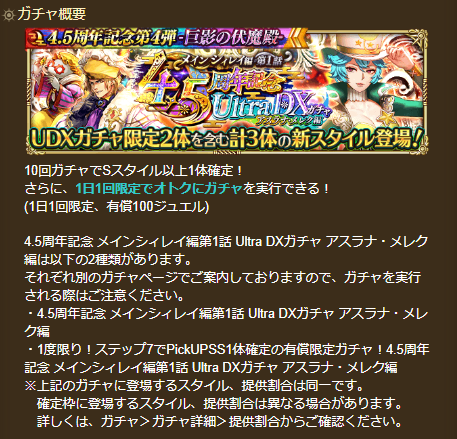 ガチャ概要
4.5周年記念第4弾-巨影の伏魔殿-
メインシィレイ編 第1話
4.5周年記念
UltraDXガチャ
アスラナ・メレク編
UDXガチャ限定2体を含む計3体の新スタイル登場！
10回ガチャでSスタイル以上1体確定！
さらに、1日1回限定でオトクにガチャを実行できる！
(1日1回限定、有償100ジュエル)
4.5周年記念 メインシィレイ編第1話 Ultra DXガチャ アスラナ・メレク
編は以下の2種類があります。
それぞれ別のガチャページでご案内しておりますので、ガチャを実行
される際はご注意ください。
・4.5周年記念 メインシィレイ編第1話 Ultra DXガチャ アスラナ・メレ
ク編
・1度限り！ステップ7でPickUPSS1体確定の有償限定ガチャ！4.5周年
記念 メインシィレイ編第1話 Ultra DXガチャ アスラナ・メレク編
※上記のガチャに登場するスタイル、提供割合は同一です。
確定枠に登場するスタイル、提供割合は異なる場合があります。
詳しくは、ガチャ＞ガチャ詳細＞提供割合からご確認ください。